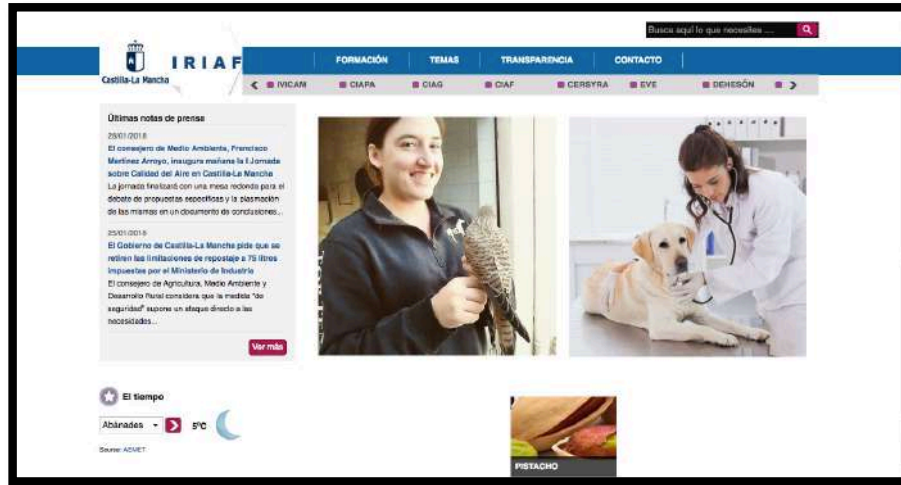 Busca aquí lo que necesites ....
IRIAF
Castilla-La Mancha
FORMACIÓN TEMAS TRANSPARENCIA CONTACTO
IVICAM CIAPA CIAG CIAF CERSYRA EVE DEHESÓN
Últimas notas de prensa
29/01/2018
El consejero de Medio Ambiente, Francisco
Martínez Arroyo, inaugura mañana la I Jornada
sobre Calidad del Aire en Castilla-La Mancha
La jornada finalizará con una mesa redonda para el
debate de propuestas específicas y la plasmación
de las mismas en un documento de conclusiones...
25/01/2018
El Gobierno de Castilla-La Mancha pide que se
retiren las limitaciones de repostaje a 75 litros
impuestas por el Ministerio de Industria
El consejero de Agricultura, Medio Ambiente y
Desarrollo Rural considera que la medida "de
seguridad" supone un ataque directo a las
necesidades...
Ver más
El tiempo
Abánades 5ºC
Source: AEMET
PISTACHO